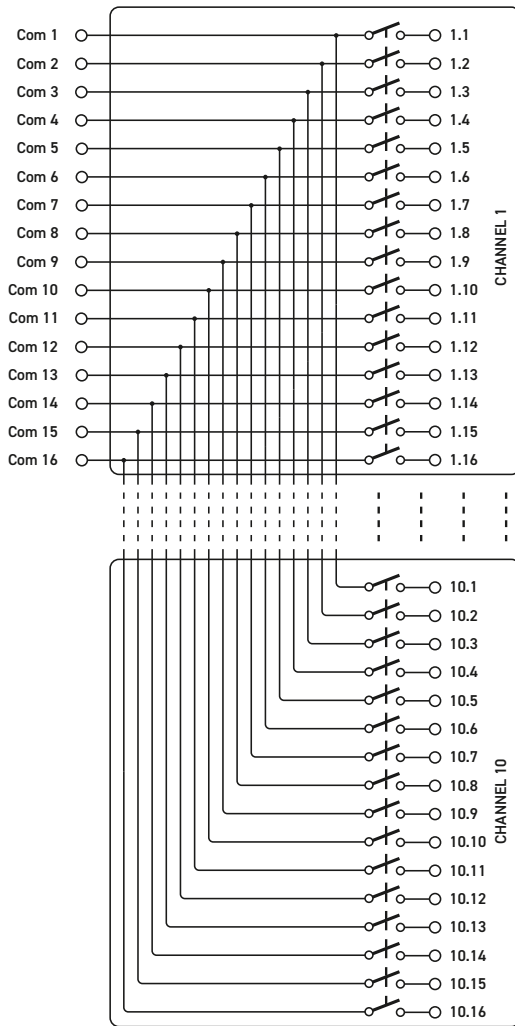 Com 1 1.1
Com 2 1.2
Com 3 1.3
Com 4 1.4
Com 5 1.5
Com 6 1.6
Com 7 1.7
Com 8 1.8
Com 9 1.9
Com 10 1.10
Com 11 1.11
Com 12 1.12
Com 13 1.13
Com 14 1.14
Com 15 1.15
Com 16 1.16
CHANNEL 1
10.1
10.2
10.3
10.4
10.5
10.6
10.7
10.8
10.9
10.10
10.11
10.12
10.13
10.14
10.15
10.16
CHANNEL 10